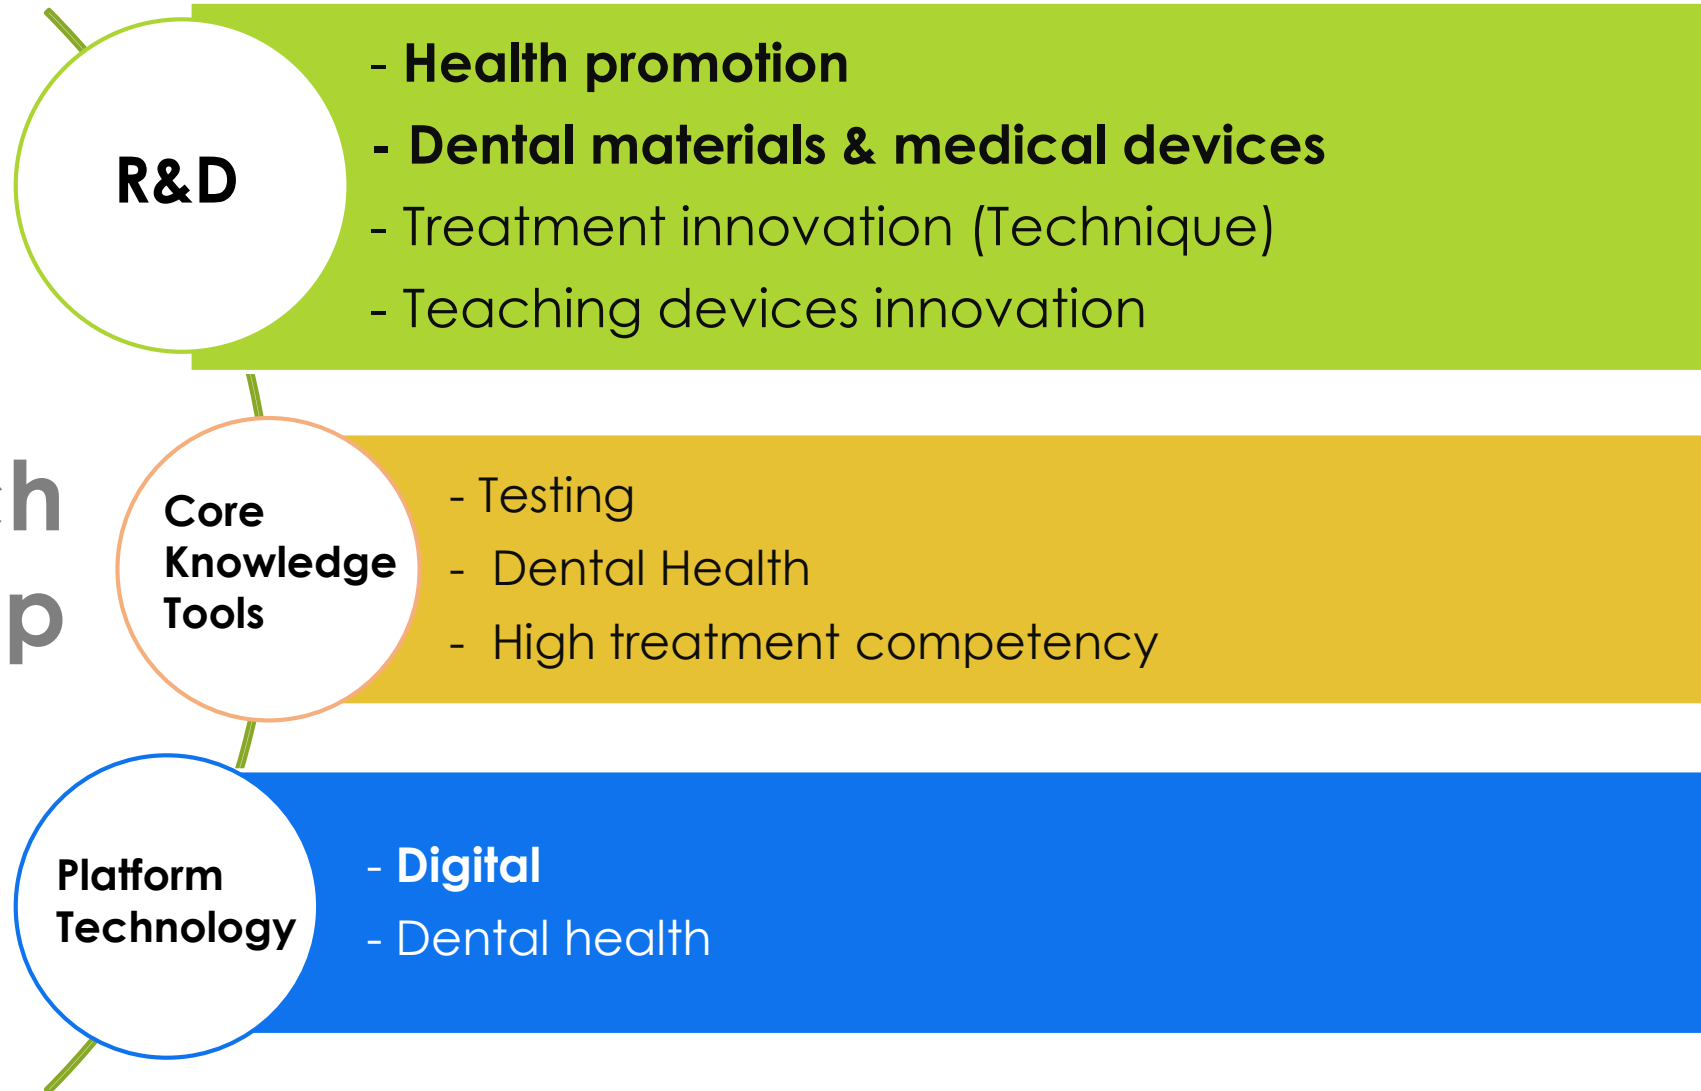 R&D
- Health promotion
- Dental materials & medical devices
- Treatment innovation (Technique)
- Teaching devices innovation
h
p
Core
Knowledge
Tools
- Testing
- Dental Health
- High treatment competency
Platform
Technology
- Digital
- Dental health